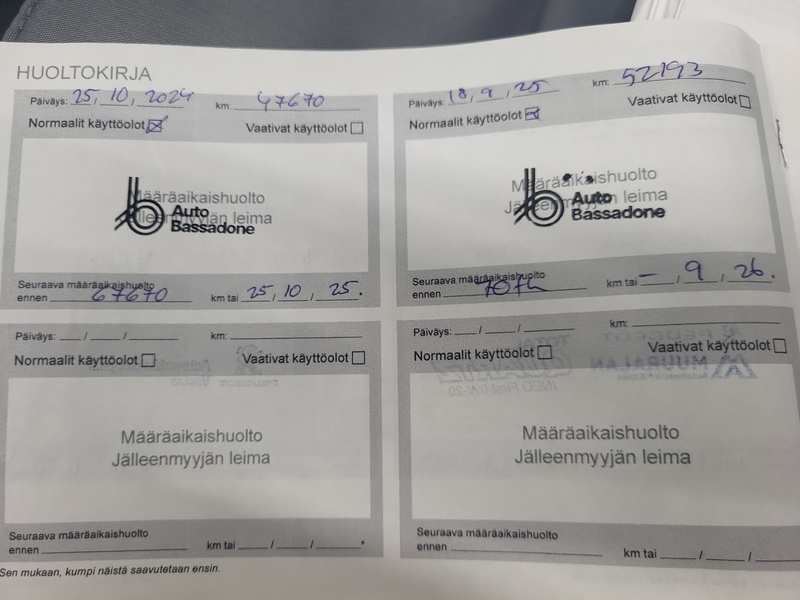 HUOLTOKIRJA
Päiväys: 25, 10, 2024 km: 47670
Normaalit käyttöolot Vaativat käyttöolot
Määräaikaishuolto
Jälleenmyyjän leima
Auto
Bassadone
Seuraava määräaikaishuolto
ennen 67670 km tai 25, 10, 25.
Päiväys: 18, 9, 25 km: 52193
Normaalit käyttöolot Vaativat käyttöolot
Määräaikaishuolto
Jälleenmyyjän leima
Auto
Bassadone
Seuraava määräaikaishuolto
ennen 70th km tai – / 9, 26.
Päiväys: / / km:
Normaalit käyttöolot Vaativat käyttöolot
Määräaikaishuolto
Jälleenmyyjän leima
Seuraava määräaikaishuolto
ennen km tai / / *
Päiväys: / / km:
Normaalit käyttöolot Vaativat käyttöolot
Määräaikaishuolto
Jälleenmyyjän leima
Seuraava määräaikaishuolto
ennen km tai / /
Sen mukaan, kumpi näistä saavutetaan ensin.